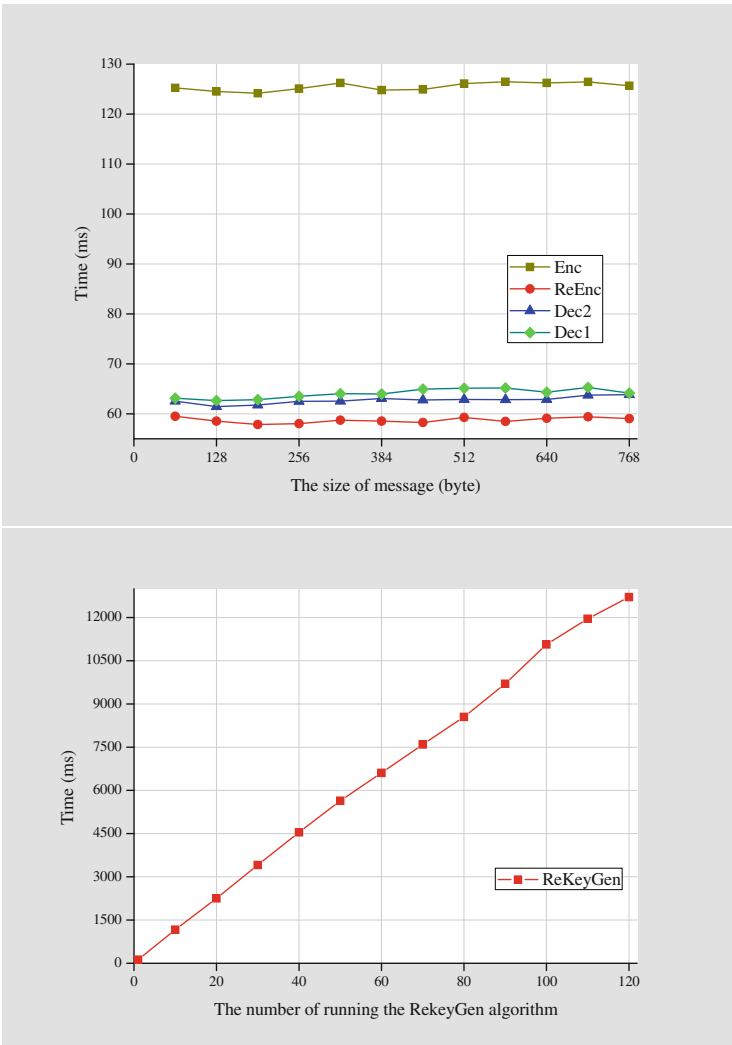 130
120
110
100
90
80
70
60
Time (ms)
Enc
ReEnc
Dec2
Dec1
0 128 256 384 512 640 768
The size of message (byte)
12000
10500
9000
7500
6000
4500
3000
1500
0
Time (ms)
ReKeyGen
0 20 40 60 80 100 120
The number of running the RekeyGen algorithm